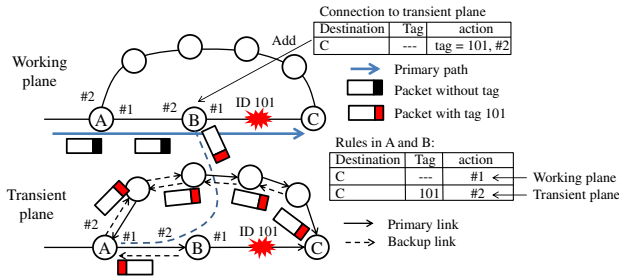 Connection to transient plane
Destination Tag action
C --- tag = 101, #2
Add
Working
plane
Primary path
Packet without tag
Packet with tag 101
#2
#1
#2
#1
ID 101
A
B
C
Rules in A and B:
Destination Tag action
C --- #1
C 101 #2
Working plane
Transient plane
Transient
plane
#2
#1
#2
#1
ID 101
A
B
C
Primary link
Backup link